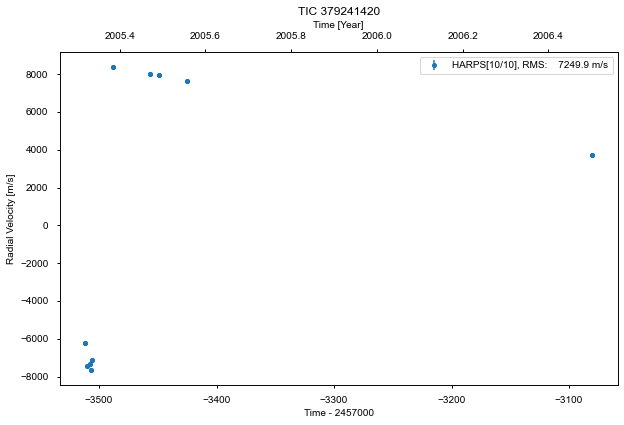 TIC 379241420
Time [Year]
2005.4 2005.6 2005.8 2006.0 2006.2 2006.4
HARPS[10/10], RMS: 7249.9 m/s
Radial Velocity [m/s]
8000
6000
4000
2000
0
−2000
−4000
−6000
−8000
−3500 −3400 −3300 −3200 −3100
Time - 2457000